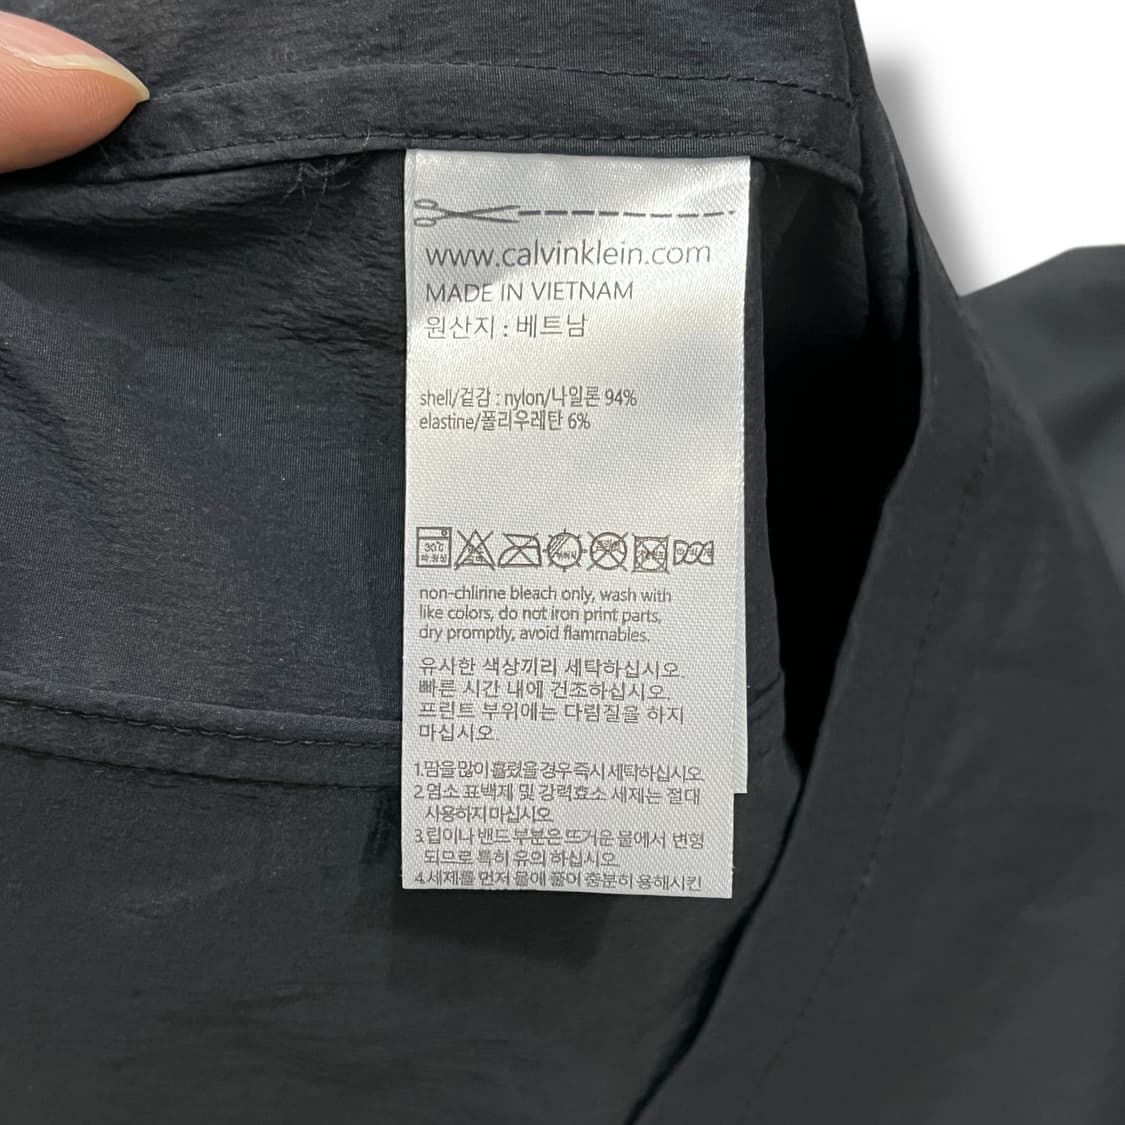 www.calvinklein.com
MADE IN VIETNAM
원산지 : 베트남
shell/겉감 : nylon/나일론 94%
elastine/폴리우레탄 6%
30℃
non-chlirine bleach only, wash with
like colors, do not iron print parts,
dry promptly, avoid flammables.
유사한 색상끼리 세탁하십시오.
빠른 시간 내에 건조하십시오.
프린트 부위에는 다림질을 하지
마십시오.
1.땀을 많이 흘렸을 경우 즉시 세탁하십시오.
2.염소 표백제 및 강력효소 세제는 절대
사용하지 마십시오.
3.립이나 밴드 부분은 뜨거운 물에서 변형
되므로 특히 유의 하십시오.
4.세제를 먼저 물에 풀어 충분히 용해시킨